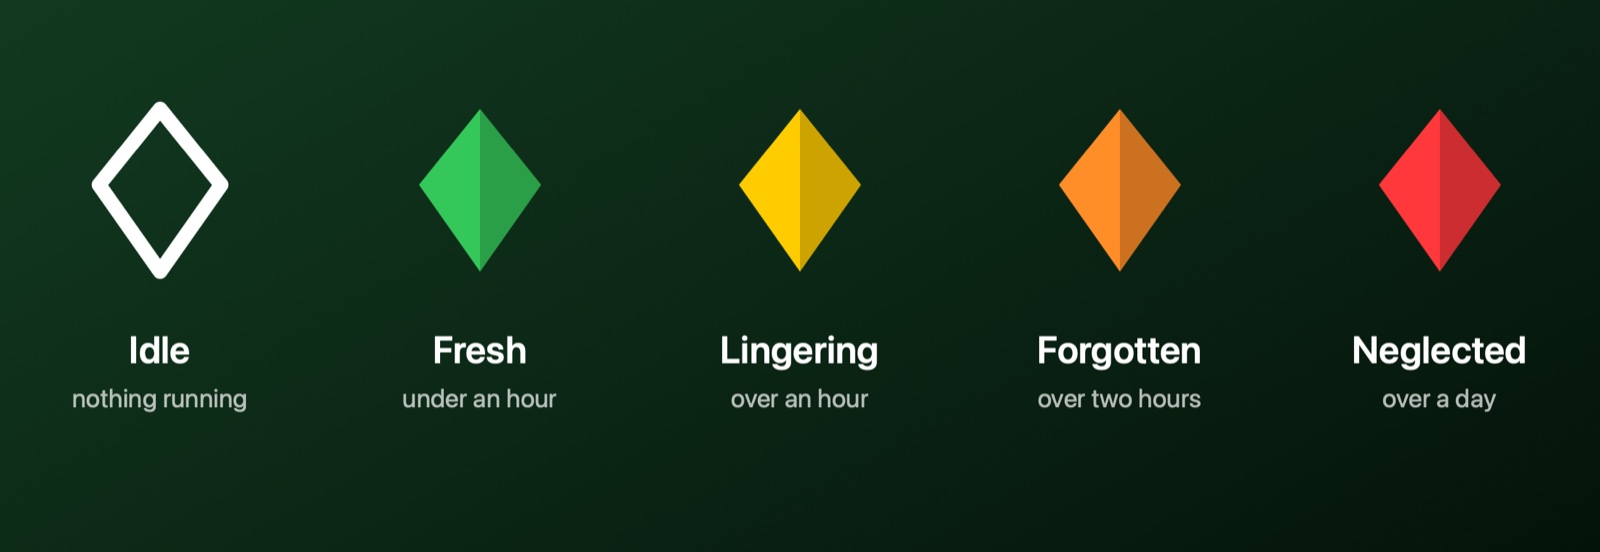 Idle
nothing running
Fresh
under an hour
Lingering
over an hour
Forgotten
over two hours
Neglected
over a day